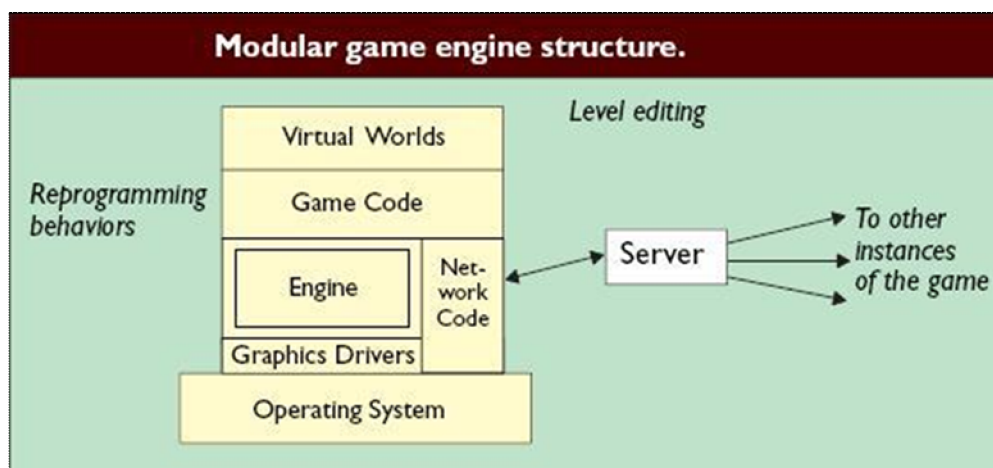 Modular game engine structure.
Level editing
Virtual Worlds
Reprogramming
behaviors
Game Code
To other
instances
of the game
Server
Engine
Net-
work
Code
Graphics Drivers
Operating System